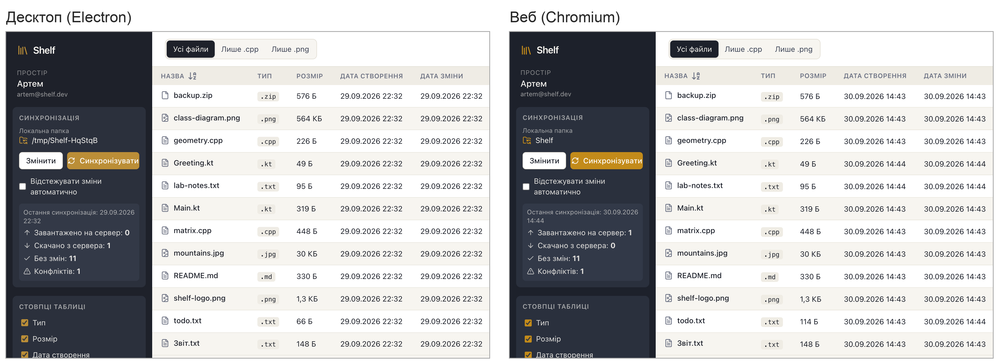 Десктоп (Electron)
Shelf
ПРОСТІР
Артем
artem@shelf.dev
СИНХРОНІЗАЦІЯ
Локальна папка
/tmp/Shelf-HqStqB
Змінити Синхронізувати
Відстежувати зміни
автоматично
Остання синхронізація: 29.09.2026
22:32
Завантажено на сервер: 0
Скачано з сервера: 1
Без змін: 11
Конфліктів: 1
СТОВПЦІ ТАБЛИЦІ
Тип
Розмір
Дата створення
Усі файли Лише .cpp Лише .png
НАЗВА ТИП РОЗМІР ДАТА СТВОРЕННЯ ДАТА ЗМІНИ
backup.zip .zip 576 Б 29.09.2026 22:32 29.09.2026 22:32
class-diagram.png .png 564 КБ 29.09.2026 22:32 29.09.2026 22:32
geometry.cpp .cpp 226 Б 29.09.2026 22:32 29.09.2026 22:32
Greeting.kt .kt 49 Б 29.09.2026 22:32 29.09.2026 22:32
lab-notes.txt .txt 95 Б 29.09.2026 22:32 29.09.2026 22:32
Main.kt .kt 319 Б 29.09.2026 22:32 29.09.2026 22:32
matrix.cpp .cpp 448 Б 29.09.2026 22:32 29.09.2026 22:32
mountains.jpg .jpg 30 КБ 29.09.2026 22:32 29.09.2026 22:32
README.md .md 330 Б 29.09.2026 22:32 29.09.2026 22:32
shelf-logo.png .png 1,3 КБ 29.09.2026 22:32 29.09.2026 22:32
todo.txt .txt 66 Б 29.09.2026 22:32 29.09.2026 22:32
Звіт.txt .txt 148 Б 29.09.2026 22:32 29.09.2026 22:32
Веб (Chromium)
Shelf
ПРОСТІР
Артем
artem@shelf.dev
СИНХРОНІЗАЦІЯ
Локальна папка
Shelf
Змінити Синхронізувати
Відстежувати зміни
автоматично
Остання синхронізація: 30.09.2026
14:44
Завантажено на сервер: 1
Скачано з сервера: 0
Без змін: 11
Конфліктів: 1
СТОВПЦІ ТАБЛИЦІ
Тип
Розмір
Дата створення
Усі файли Лише .cpp Лише .png
НАЗВА ТИП РОЗМІР ДАТА СТВОРЕННЯ ДАТА ЗМІНИ
backup.zip .zip 576 Б 30.09.2026 14:43 30.09.2026 14:43
class-diagram.png .png 564 КБ 30.09.2026 14:43 30.09.2026 14:43
geometry.cpp .cpp 226 Б 30.09.2026 14:43 30.09.2026 14:43
Greeting.kt .kt 49 Б 30.09.2026 14:44 30.09.2026 14:44
lab-notes.txt .txt 95 Б 30.09.2026 14:44 30.09.2026 14:43
Main.kt .kt 319 Б 30.09.2026 14:43 30.09.2026 14:43
matrix.cpp .cpp 448 Б 30.09.2026 14:43 30.09.2026 14:43
mountains.jpg .jpg 30 КБ 30.09.2026 14:43 30.09.2026 14:43
README.md .md 330 Б 30.09.2026 14:43 30.09.2026 14:43
shelf-logo.png .png 1,3 КБ 30.09.2026 14:43 30.09.2026 14:43
todo.txt .txt 114 Б 30.09.2026 14:43 30.09.2026 14:44
Звіт.txt .txt 148 Б 30.09.2026 14:43 30.09.2026 14:43